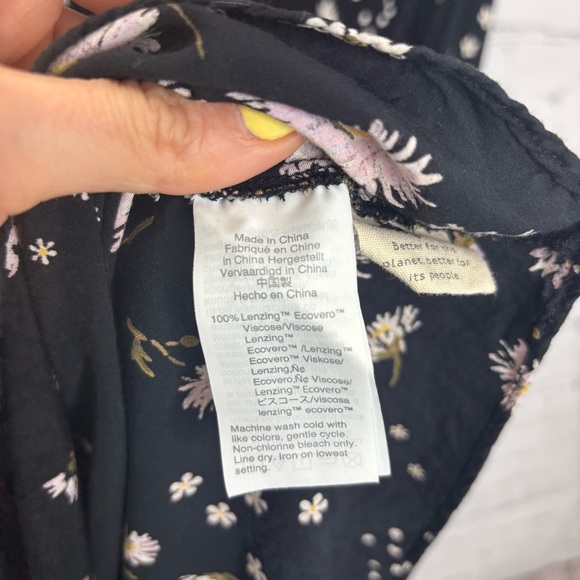 Made in China
Fabriqué en Chine
in China Hergestellt
Vervaardigd in China
中国製
Hecho en China
100% Lenzing™ Ecovero™
Viscose/Viscose
Lenzing™
Ecovero™ /Lenzing™
Ecovero™ Viskose/
Lenzing,Ñ¢
Ecovero,Ñ¢ Viscose/
Lenzing™ Ecovero™
ビスコース/viscosa
lenzing™ ecovero™
Machine wash cold with
like colors, gentle cycle.
Non-chlorine bleach only.
Line dry. Iron on lowest
setting.
Better for the
planet, better for
its people.